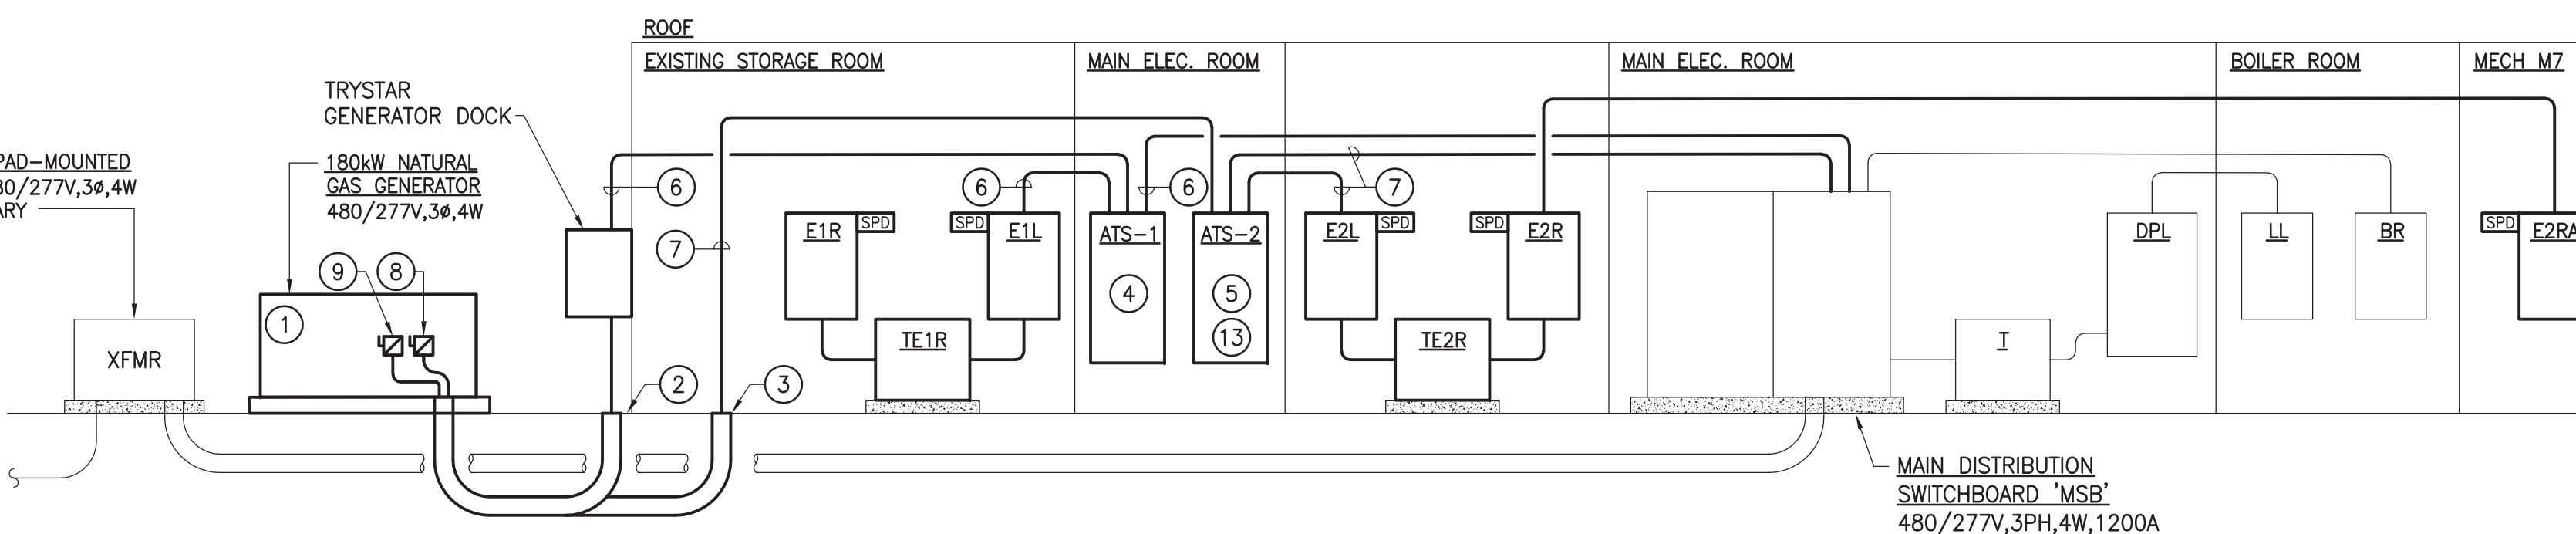 ROOF
EXISTING STORAGE ROOM
MAIN ELEC. ROOM
MAIN ELEC. ROOM
BOILER ROOM
MECH M7
TRYSTAR
GENERATOR DOCK
PAD-MOUNTED
80/277V,3ø,4W
ARY
180kW NATURAL
GAS GENERATOR
480/277V,3ø,4W
6
6
6
7
7
9
8
1
XFMR
2
3
E1R
SPD
SPD
E1L
TE1R
ATS-1
4
ATS-2
5
13
E2L
SPD
SPD
E2R
TE2R
T
DPL
LL
BR
SPD
E2RA
MAIN DISTRIBUTION
SWITCHBOARD 'MSB'
480/277V,3PH,4W,1200A